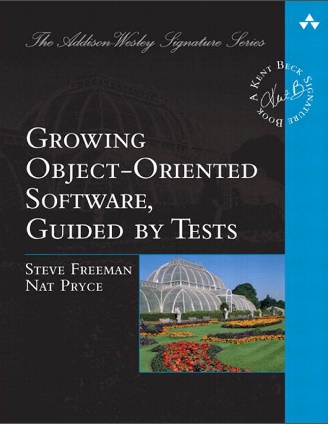 The Addison Wesley Signature Series
A KENT BECK SIGNATURE BOOK
GROWING
OBJECT-ORIENTED
SOFTWARE,
GUIDED BY TESTS
STEVE FREEMAN
NAT PRYCE